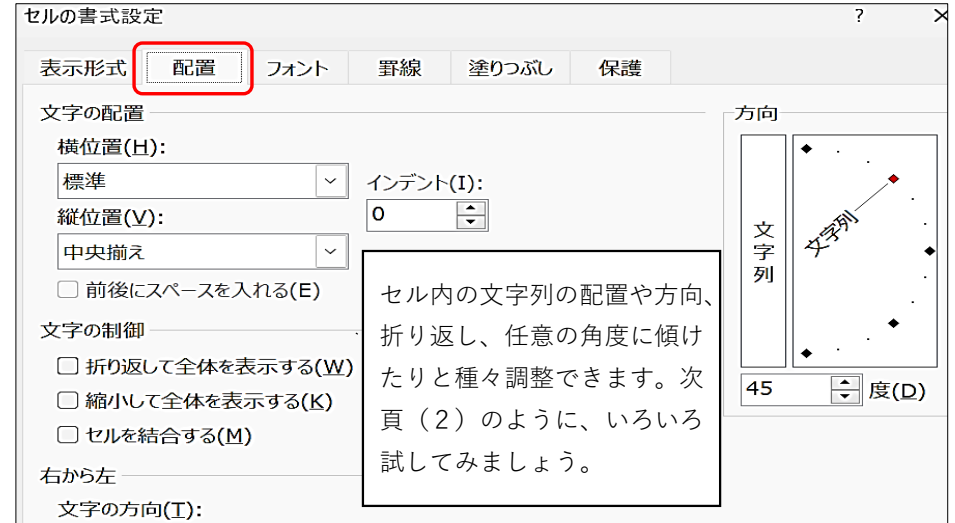 セルの書式設定 ? ×
表示形式 配置 フォント 罫線 塗りつぶし 保護
文字の配置
横位置(H):
標準
インデント(I):
0
縦位置(V):
中央揃え
前後にスペースを入れる(E)
文字の制御
折り返して全体を表示する(W)
縮小して全体を表示する(K)
セルを結合する(M)
右から左
文字の方向(T):
セル内の文字列の配置や方向、
折り返し、任意の角度に傾け
たりと種々調整できます。次
頁（2）のように、いろいろ
試してみましょう。
方向
文字列
文字列
45 度(D)